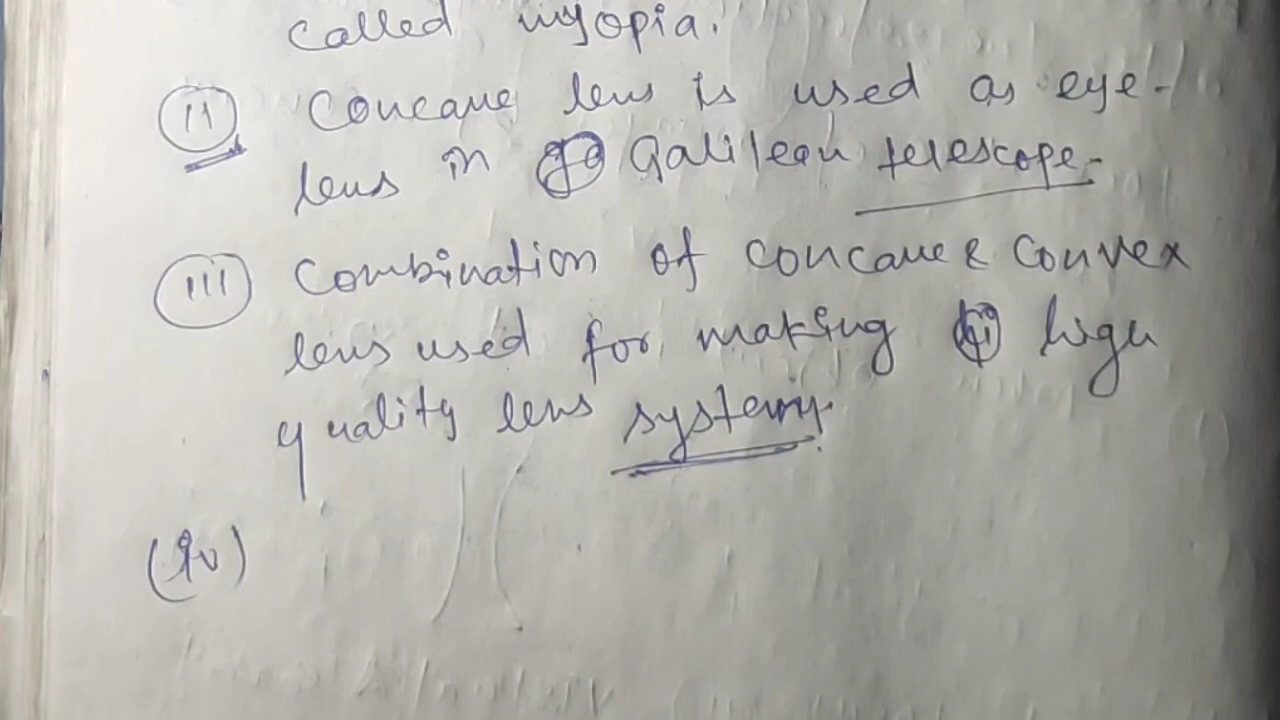 called myopia.
(ii) Concave lens is used as eye-
lens in Galilean telescope.
(iii) Combination of concave & convex
lens used for making high
quality lens system.
(iv)